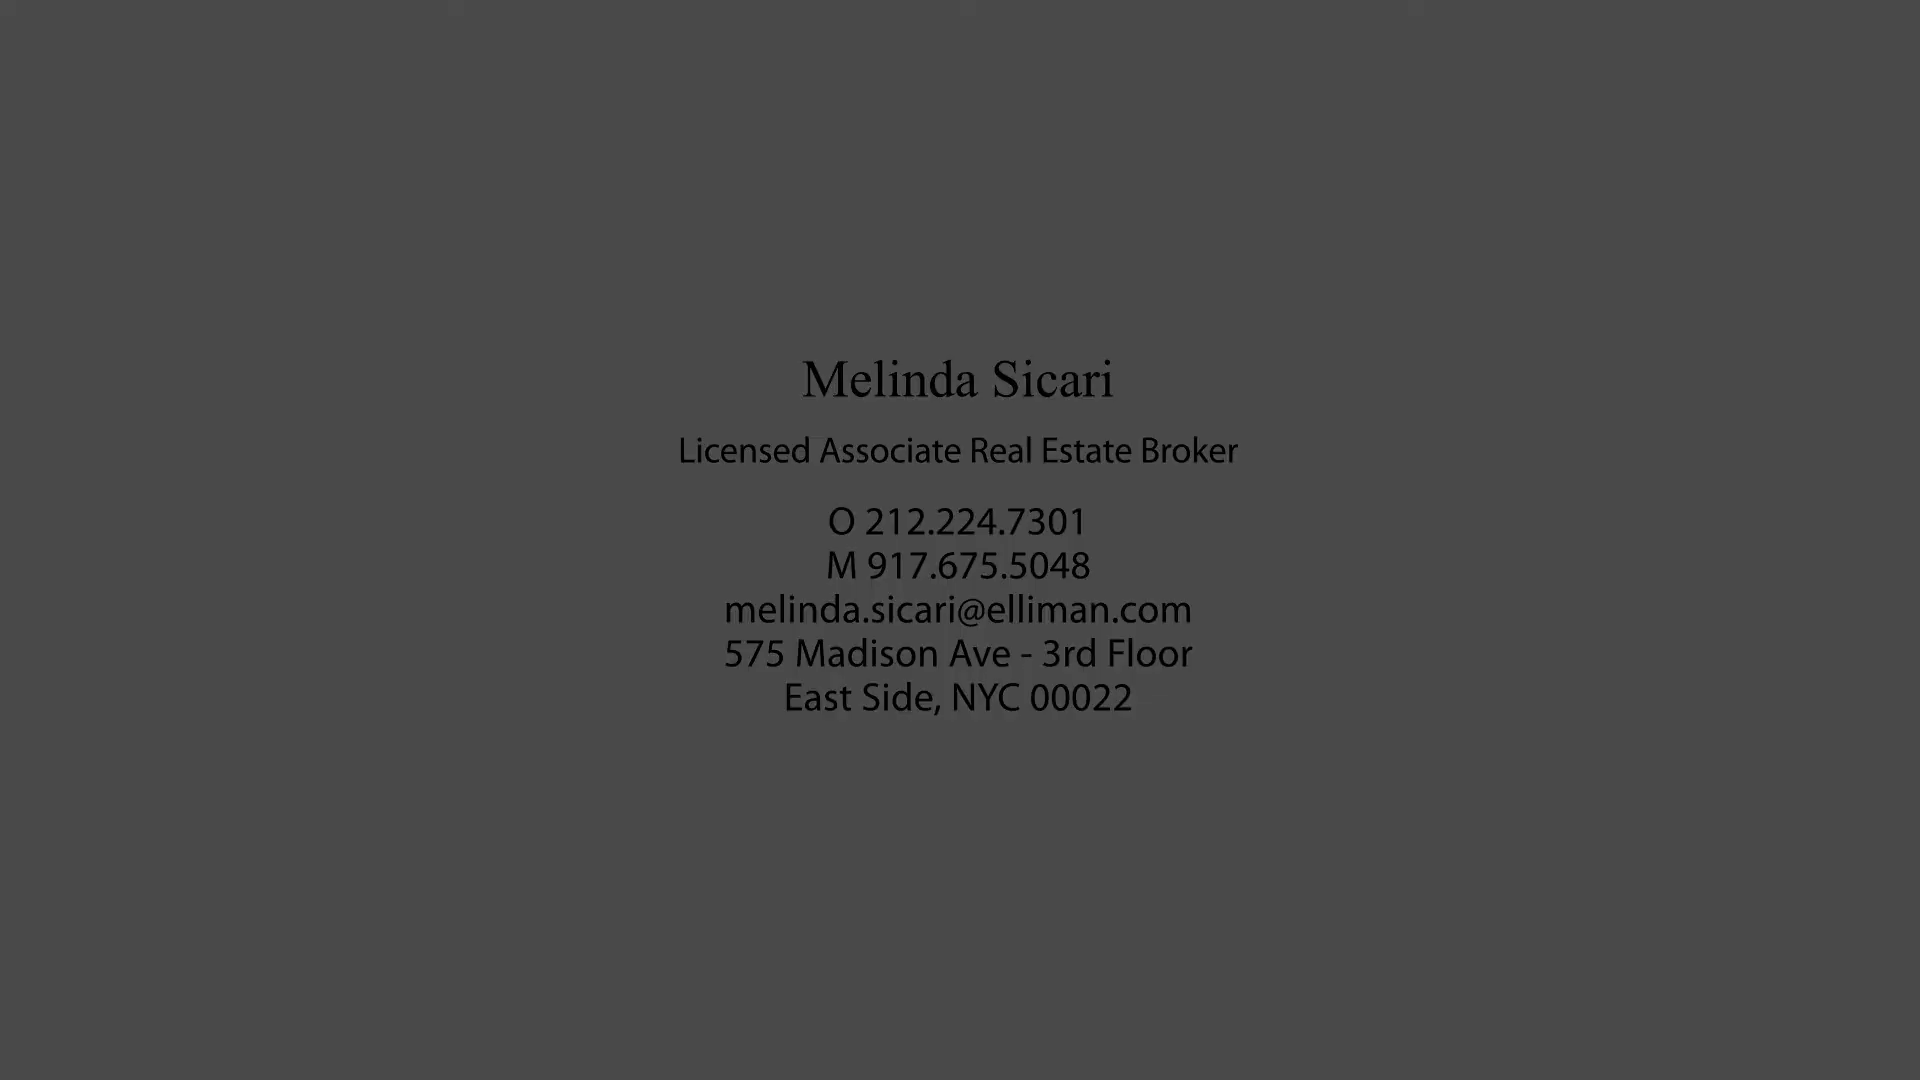 Melinda Sicari
Licensed Associate Real Estate Broker
O 212.224.7301
M 917.675.5048
melinda.sicari@elliman.com
575 Madison Ave - 3rd Floor
East Side, NYC 00022